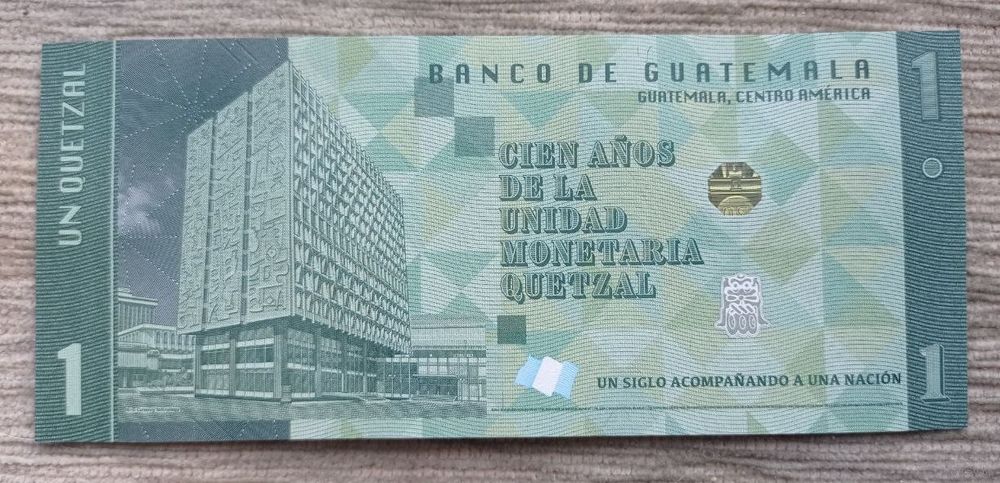 UN QUETZAL
1
BANCO DE GUATEMALA
GUATEMALA, CENTRO AMÉRICA
CIEN AÑOS
DE LA
UNIDAD
MONETARIA
QUETZAL
UN SIGLO ACOMPAÑANDO A UNA NACIÓN
1
1